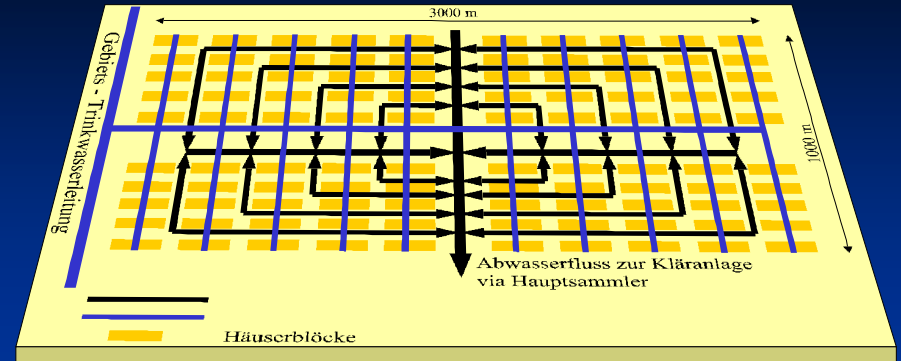 3000 m
Gebiets - Trinkwasserleitung
1000 m
Abwasserfluss zur Kläranlage
via Hauptsammler
Häuserblöcke